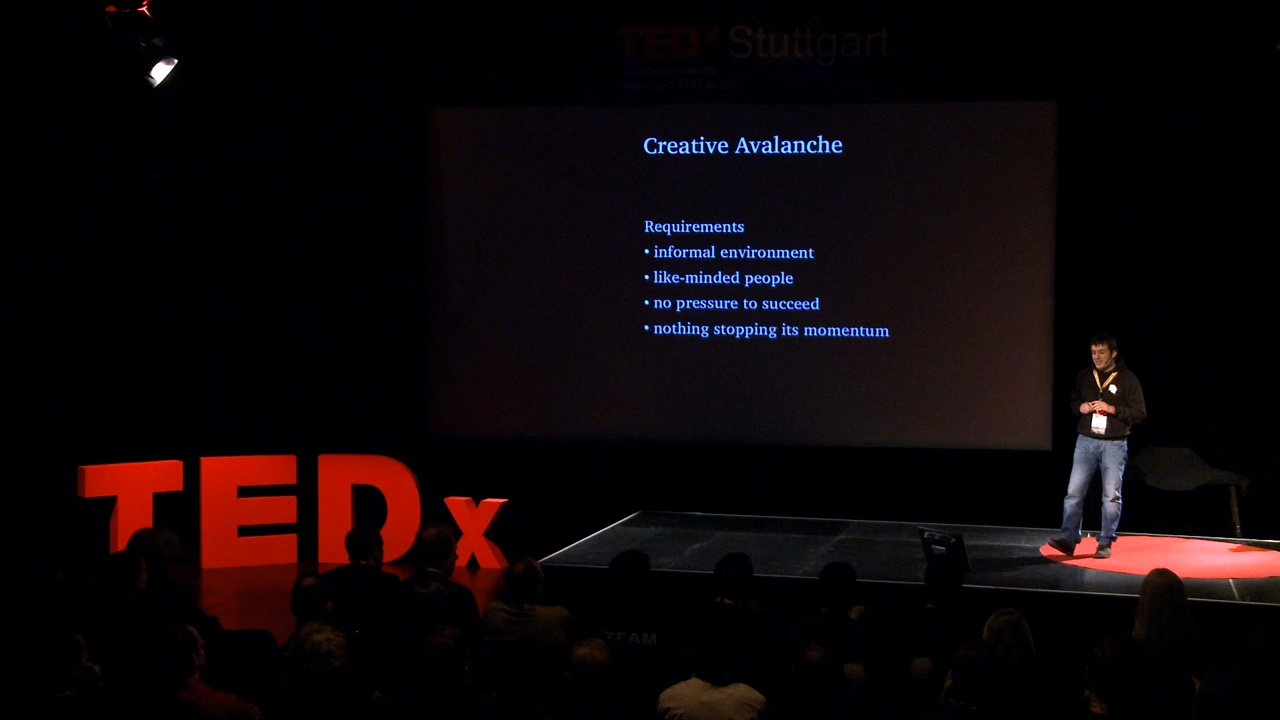 TEDx Stuttgart
Creative Avalanche
Requirements
• informal environment
• like-minded people
• no pressure to succeed
• nothing stopping its momentum
TEDx
TEAM